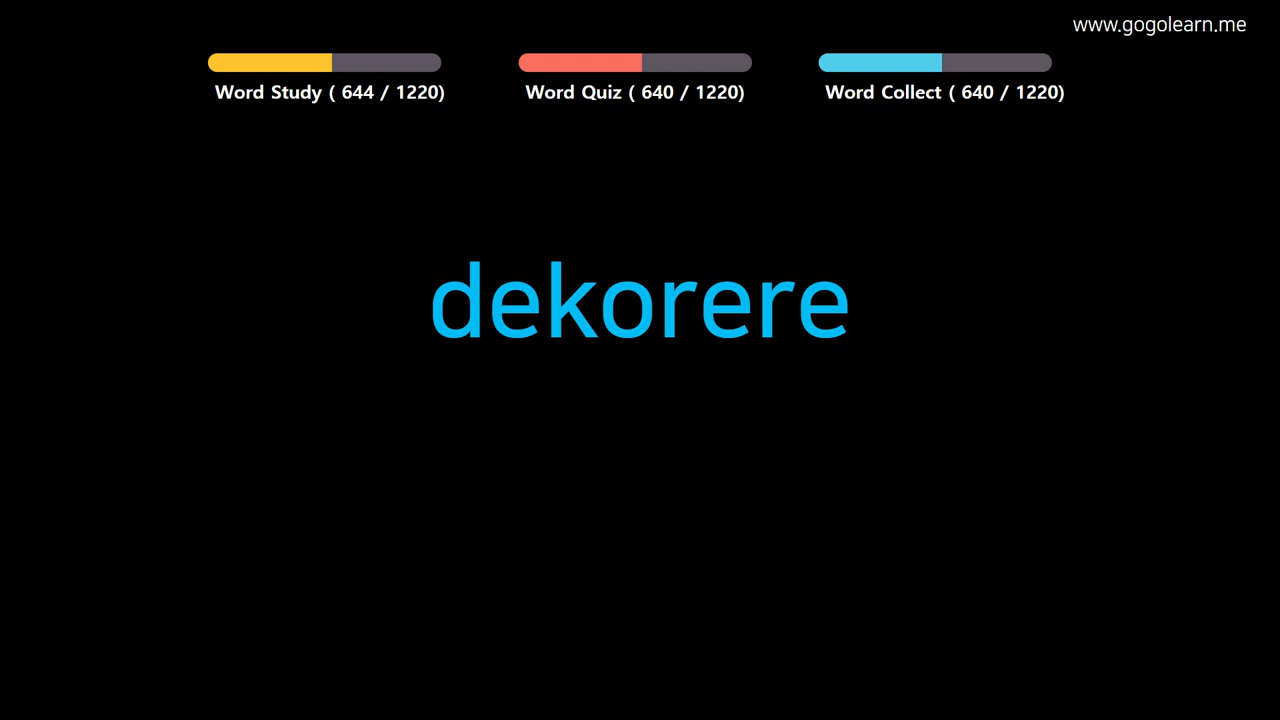 www.gogolearn.me
Word Study ( 644 / 1220)
Word Quiz ( 640 / 1220)
Word Collect ( 640 / 1220)
dekorere